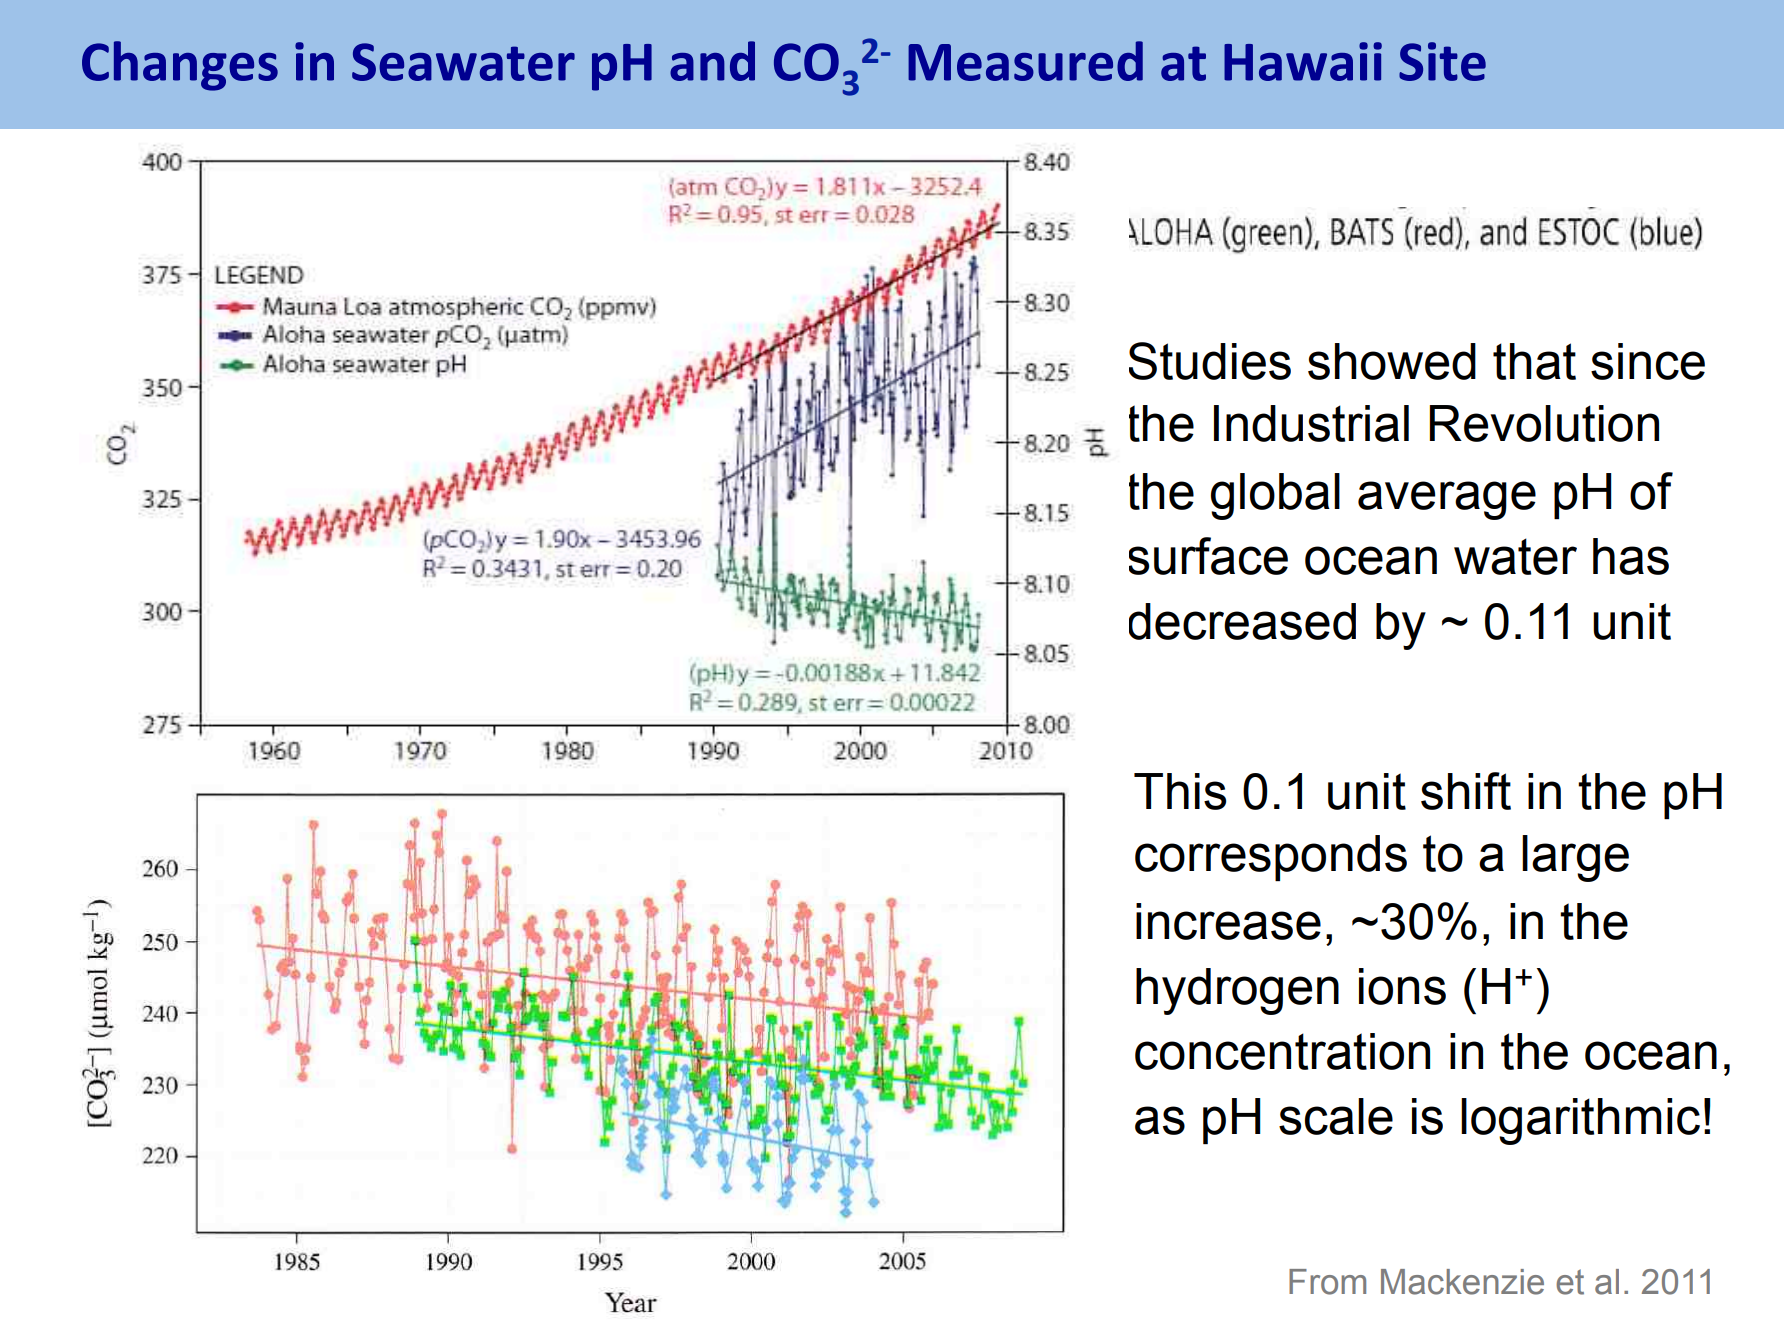 Changes in Seawater pH and CO₃²⁻ Measured at Hawaii Site
400
375
350
325
300
275
CO₂
8.40
8.35
8.30
8.25
8.20
8.15
8.10
8.05
8.00
pH
(atm CO₂)y = 1.811x – 3252.4
R² = 0.95, st err = 0.028
LEGEND
Mauna Loa atmospheric CO₂ (ppmv)
Aloha seawater pCO₂ (µatm)
Aloha seawater pH
(pCO₂)y = 1.90x – 3453.96
R² = 0.3431, st err = 0.20
(pH)y = -0.00188x + 11.842
R² = 0.289, st err = 0.00022
1960 1970 1980 1990 2000 2010
ALOHA (green), BATS (red), and ESTOC (blue)
Studies showed that since
the Industrial Revolution
the global average pH of
surface ocean water has
decreased by ~ 0.11 unit
260
250
240
230
220
[CO₃²⁻] (µmol kg⁻¹)
1985 1990 1995 2000 2005
Year
This 0.1 unit shift in the pH
corresponds to a large
increase, ~30%, in the
hydrogen ions (H⁺)
concentration in the ocean,
as pH scale is logarithmic!
From Mackenzie et al. 2011